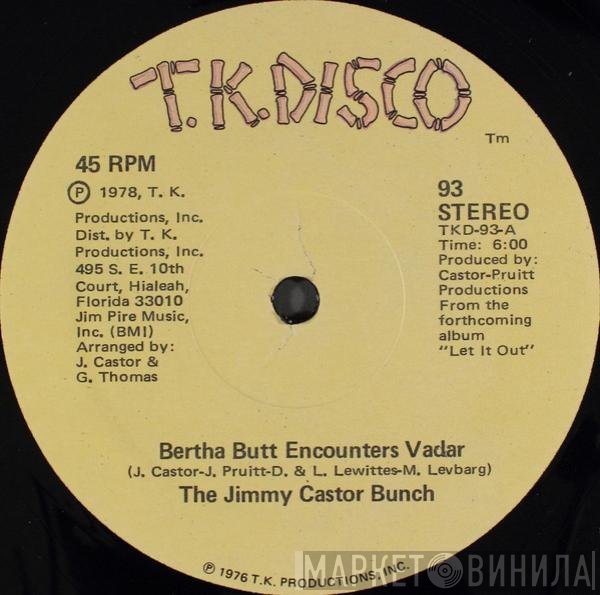 T.K.DISCO
Tm
45 RPM
℗ 1978, T. K.
Productions, Inc.
Dist. by T. K.
Productions, Inc.
495 S. E. 10th
Court, Hialeah,
Florida 33010
Jim Pire Music,
Inc. (BMI)
Arranged by:
J. Castor &
G. Thomas
93
STEREO
TKD-93-A
Time: 6:00
Produced by:
Castor-Pruitt
Productions
From the
forthcoming
album
"Let It Out"
Bertha Butt Encounters Vadar
(J. Castor-J. Pruitt-D. & L. Lewittes-M. Levbarg)
The Jimmy Castor Bunch
℗ 1976 T.K. PRODUCTIONS, INC.
МАРКЕТ ВИНИЛА